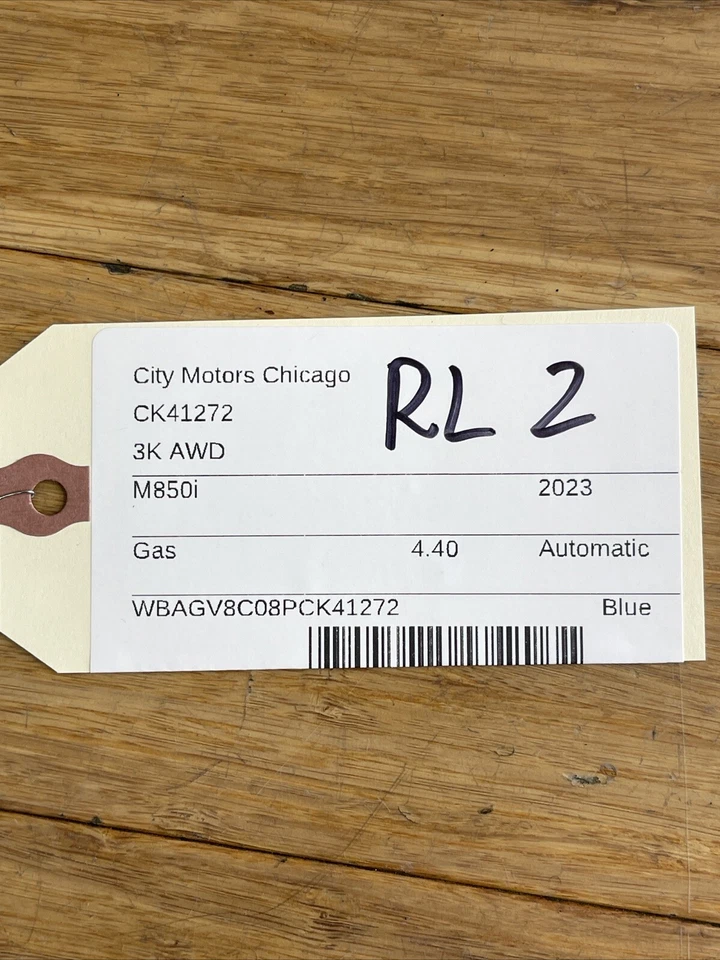 City Motors Chicago
RL 2
CK41272
3K AWD
M850i 2023
Gas 4.40 Automatic
WBAGV8C08PCK41272 Blue